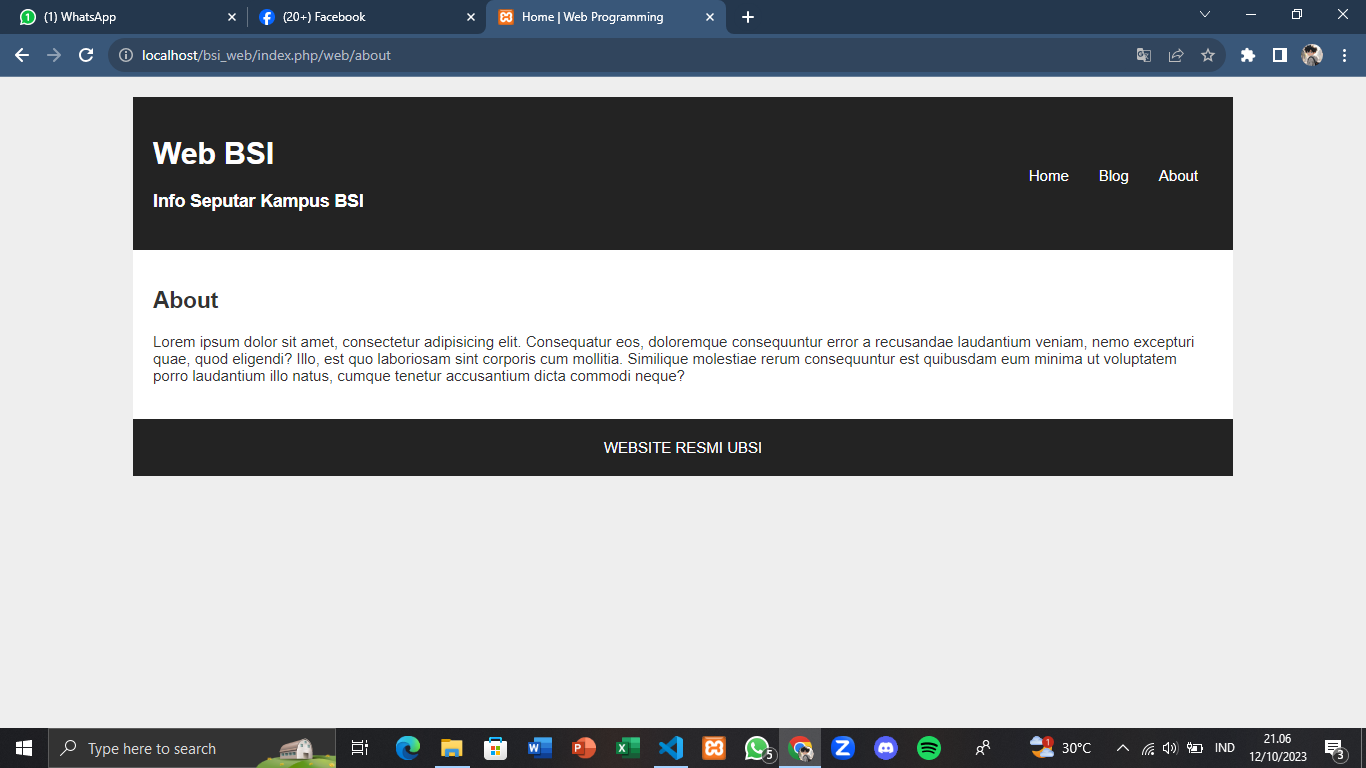 (1) WhatsApp
(20+) Facebook
Home | Web Programming
localhost/bsi_web/index.php/web/about
Web BSI
Info Seputar Kampus BSI
Home Blog About
About
Lorem ipsum dolor sit amet, consectetur adipisicing elit. Consequatur eos, doloremque consequuntur error a recusandae laudantium veniam, nemo excepturi
quae, quod eligendi? Illo, est quo laboriosam sint corporis cum mollitia. Similique molestiae rerum consequuntur est quibusdam eum minima ut voluptatem
porro laudantium illo natus, cumque tenetur accusantium dicta commodi neque?
WEBSITE RESMI UBSI
Type here to search
5
1
30°C
IND
21.06
12/10/2023
3